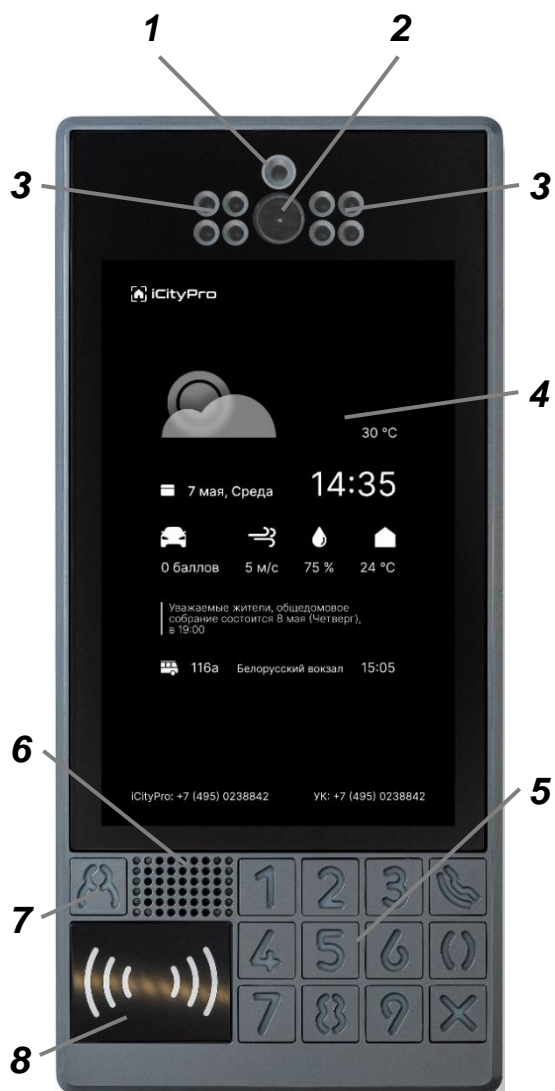 1 2
3 3
iCityPro
4
30 °C
7 мая, Среда 14:35
0 баллов 5 м/с 75 % 24 °C
Уважаемые жители, общедомовое
собрание состоится 8 мая (Четверг),
в 19:00
116а Белорусский вокзал 15:05
6
5
iCityPro: +7 (495) 0238842 УК: +7 (495) 0238842
7
1 2 3
4 5 6 0
7 8 9 X
8